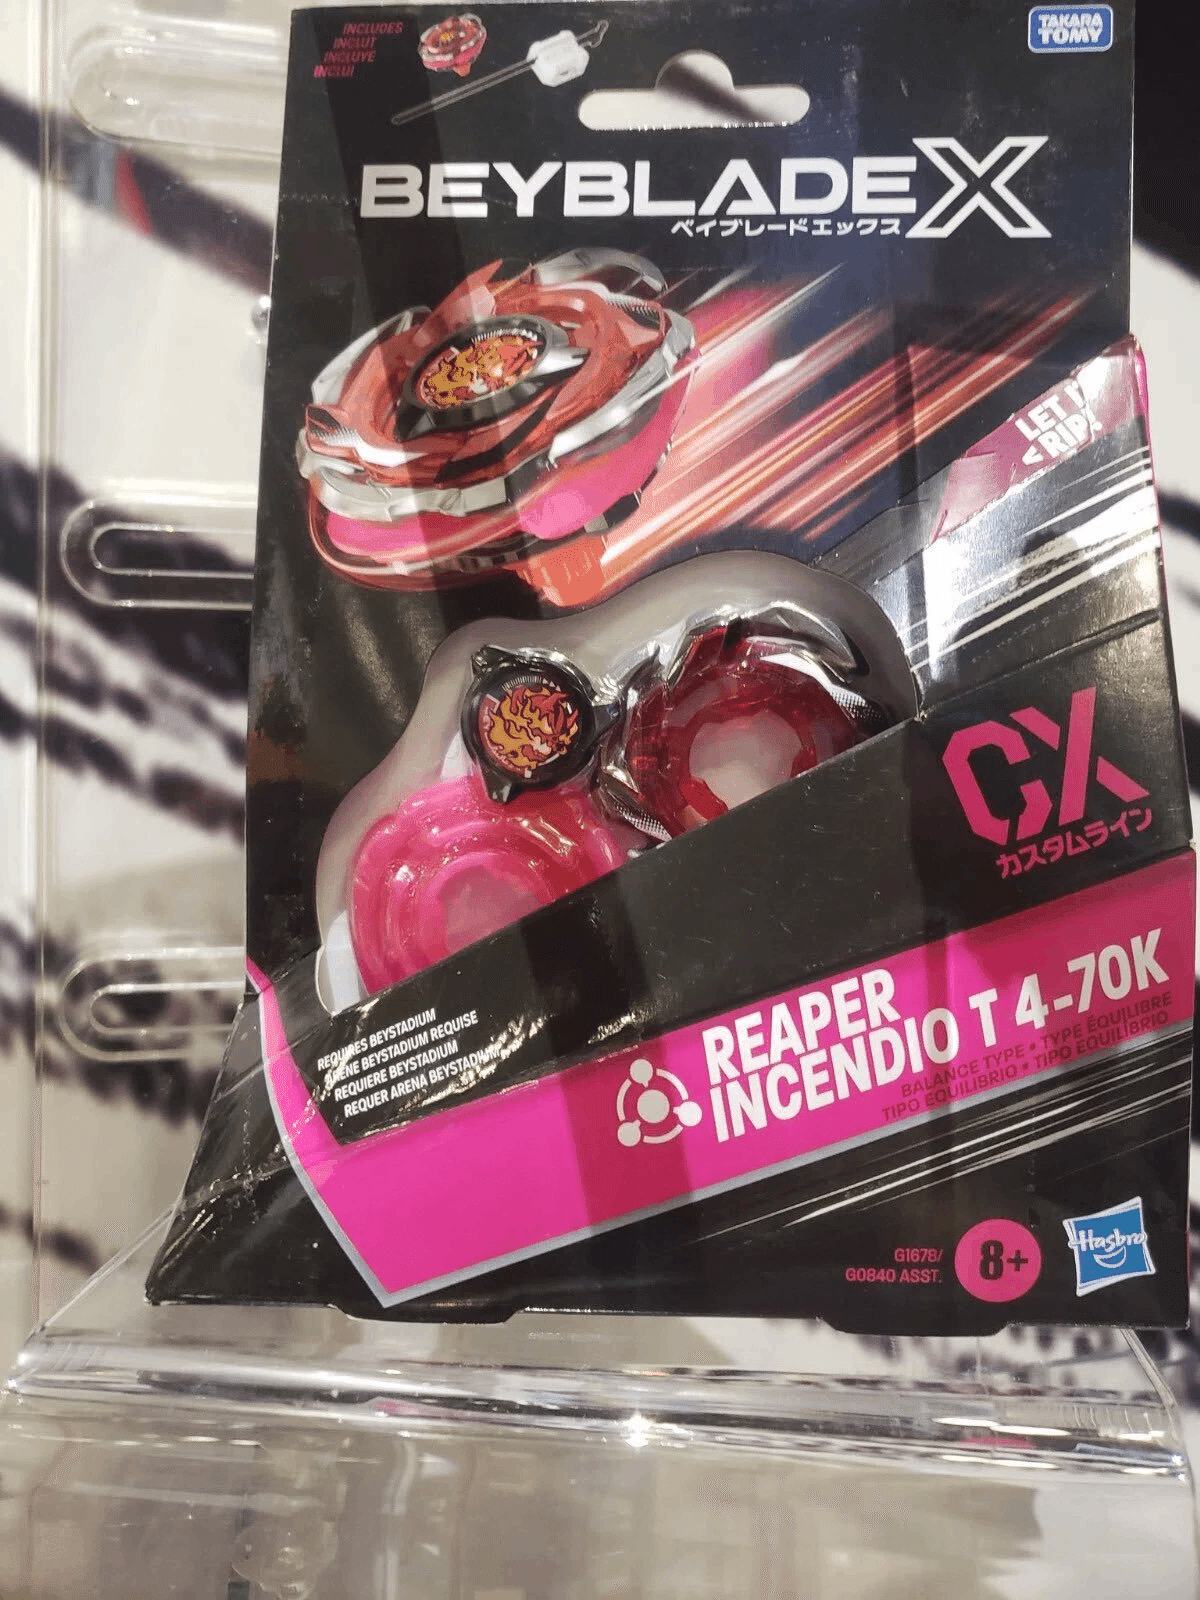 INCLUDES
INCLUT
INCLUYE
INCLUI
TAKARA
TOMY
BEYBLADE X
ベイブレードエックス
LET IT
RIP!
CX
カスタムライン
REQUIRES BEYSTADIUM
ARÈNE BEYSTADIUM REQUISE
REQUIERE BEYSTADIUM
REQUER ARENA BEYSTADIUM
REAPER
INCENDIO T 4-70K
BALANCE TYPE • TYPE ÉQUILIBRE
TIPO EQUILIBRIO • TIPO EQUILÍBRIO
G1678/
G0840 ASST.
8+
Hasbro